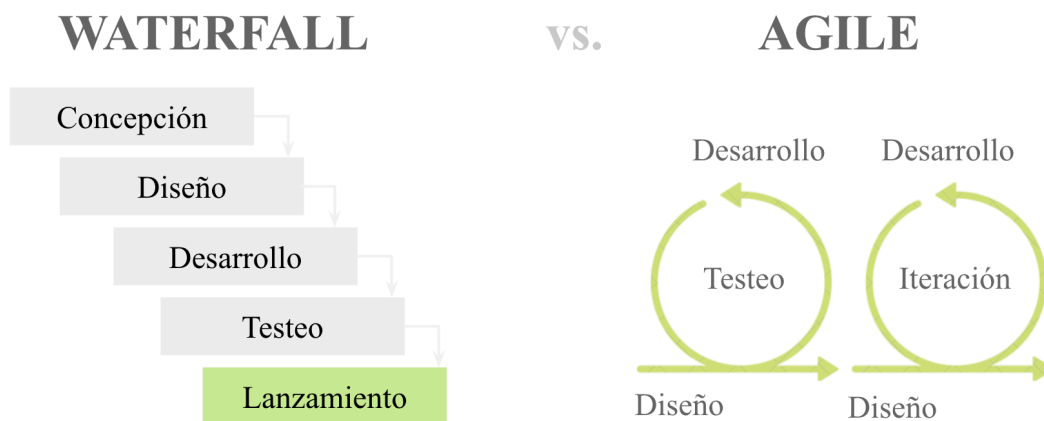 WATERFALL vs. AGILE
Concepción
Diseño
Desarrollo
Testeo
Lanzamiento
Desarrollo Desarrollo
Testeo Iteración
Diseño Diseño